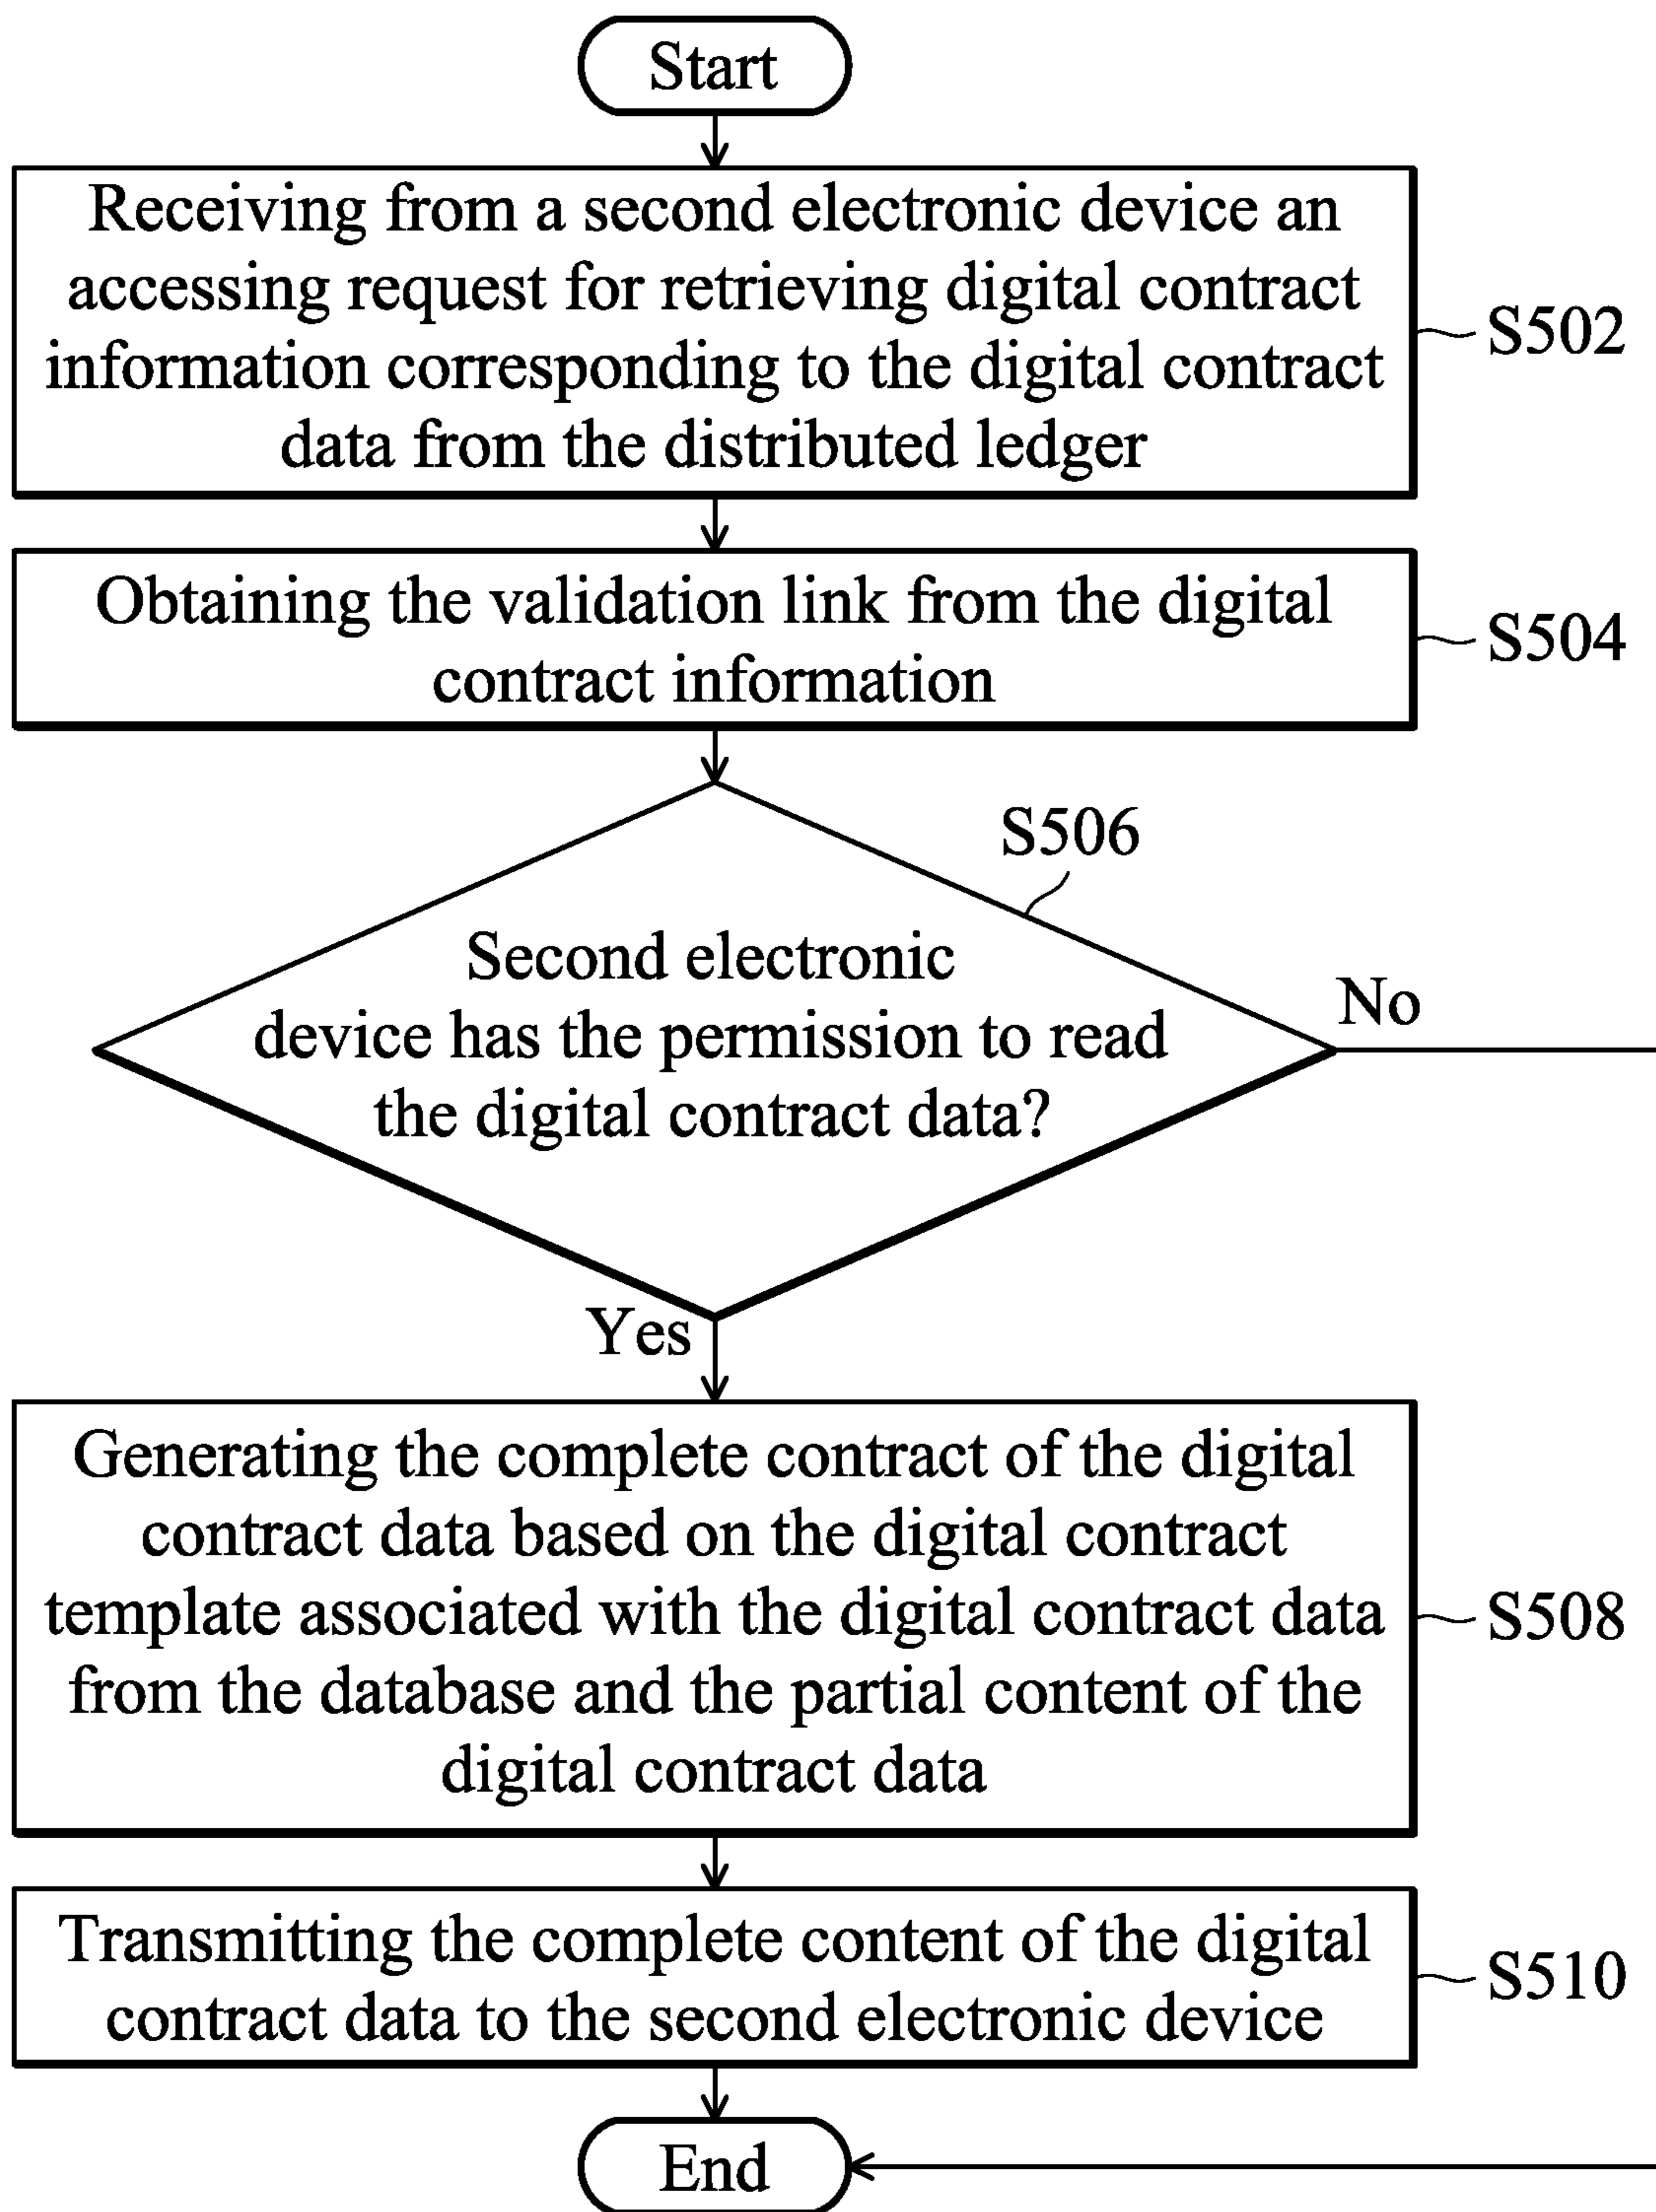 Start
Receiving from a second electronic device an
accessing request for retrieving digital contract
information corresponding to the digital contract
data from the distributed ledger
S502
Obtaining the validation link from the digital
contract information
S504
S506
Second electronic
device has the permission to read
the digital contract data?
No
Yes
Generating the complete contract of the digital
contract data based on the digital contract
template associated with the digital contract data
from the database and the partial content of the
digital contract data
S508
Transmitting the complete content of the digital
contract data to the second electronic device
S510
End